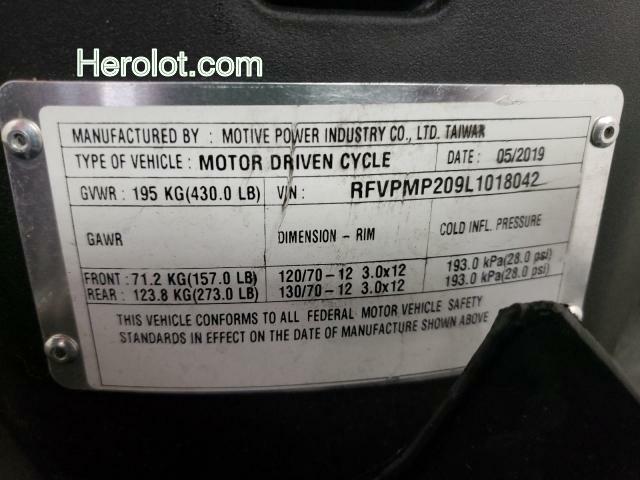 Herolot.com
MANUFACTURED BY : MOTIVE POWER INDUSTRY CO., LTD. TAIWAN
TYPE OF VEHICLE: MOTOR DRIVEN CYCLE DATE: 05/2019
GVWR: 195 KG(430.0 LB) VIN: RFVPMP209L1018042
GAWR DIMENSION - RIM COLD INFL. PRESSURE
FRONT: 71.2 KG(157.0 LB) 120/70-12 3.0x12 193.0 kPa(28.0 psi)
REAR: 123.8 KG(273.0 LB) 130/70-12 3.0x12 193.0 kPa(28.0 psi)
THIS VEHICLE CONFORMS TO ALL FEDERAL MOTOR VEHICLE SAFETY
STANDARDS IN EFFECT ON THE DATE OF MANUFACTURE SHOWN ABOVE